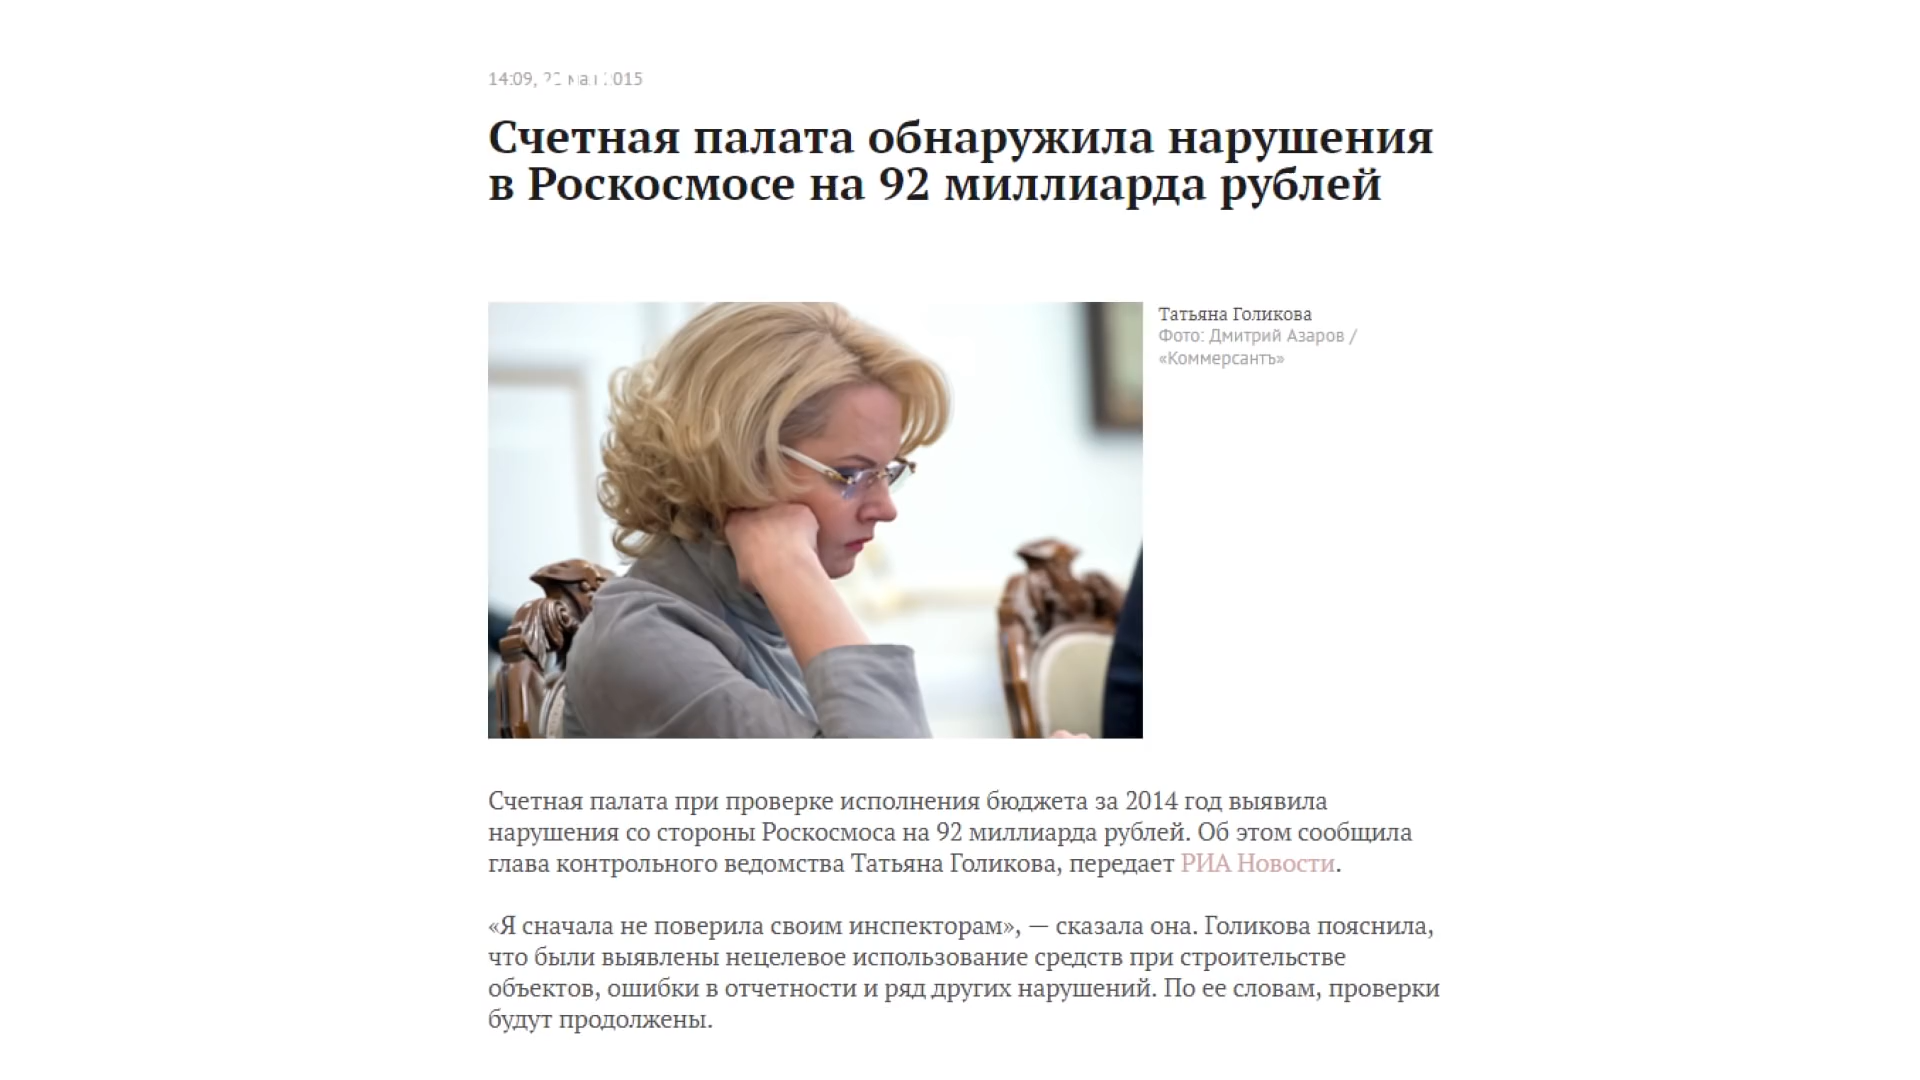 14:09, 2015
Счетная палата обнаружила нарушения
в Роскосмосе на 92 миллиарда рублей
Татьяна Голикова
Фото: Дмитрий Азаров /
«Коммерсантъ»
Счетная палата при проверке исполнения бюджета за 2014 год выявила
нарушения со стороны Роскосмоса на 92 миллиарда рублей. Об этом сообщила
глава контрольного ведомства Татьяна Голикова, передает РИА Новости.
«Я сначала не поверила своим инспекторам», — сказала она. Голикова пояснила,
что были выявлены нецелевое использование средств при строительстве
объектов, ошибки в отчетности и ряд других нарушений. По ее словам, проверки
будут продолжены.